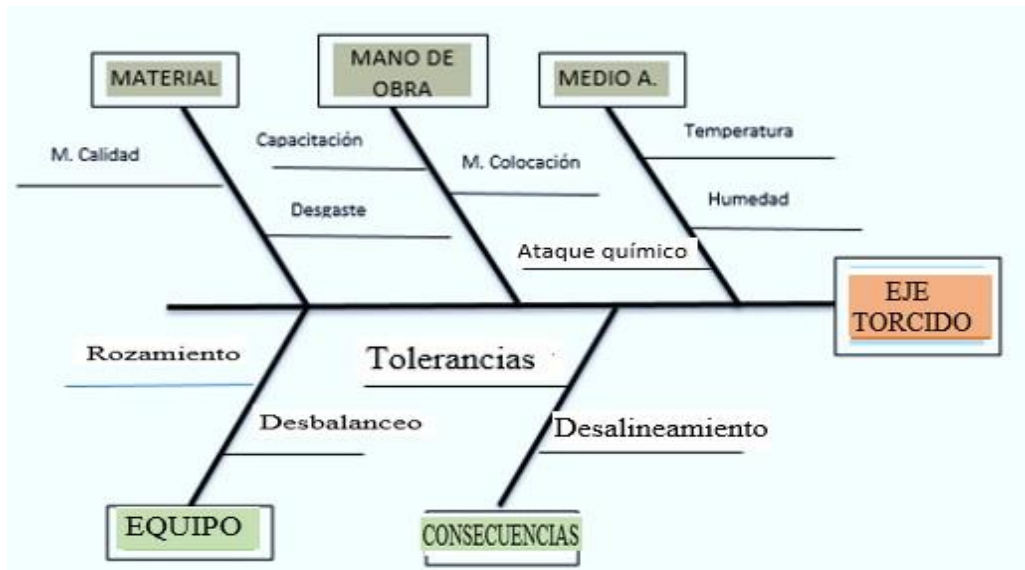 MATERIAL
MANO DE
OBRA
MEDIO A.
Temperatura
Capacitación
M. Calidad
M. Colocación
Humedad
Desgaste
Ataque químico
EJE
TORCIDO
Rozamiento
Tolerancias
Desbalanceo
Desalineamiento
EQUIPO
CONSECUENCIAS